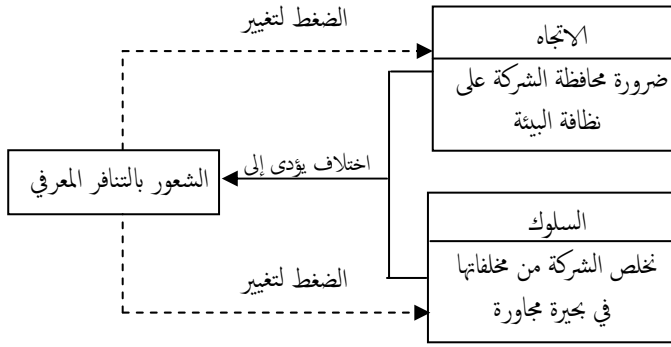 الضغط لتغيير
الاتجاه
ضرورة محافظة الشركة على
نظافة البيئة
اختلاف يؤدى إلى
الشعور بالتنافر المعرفي
السلوك
تخلص الشركة من مخلفاتها
في بحيرة مجاورة
الضغط لتغيير